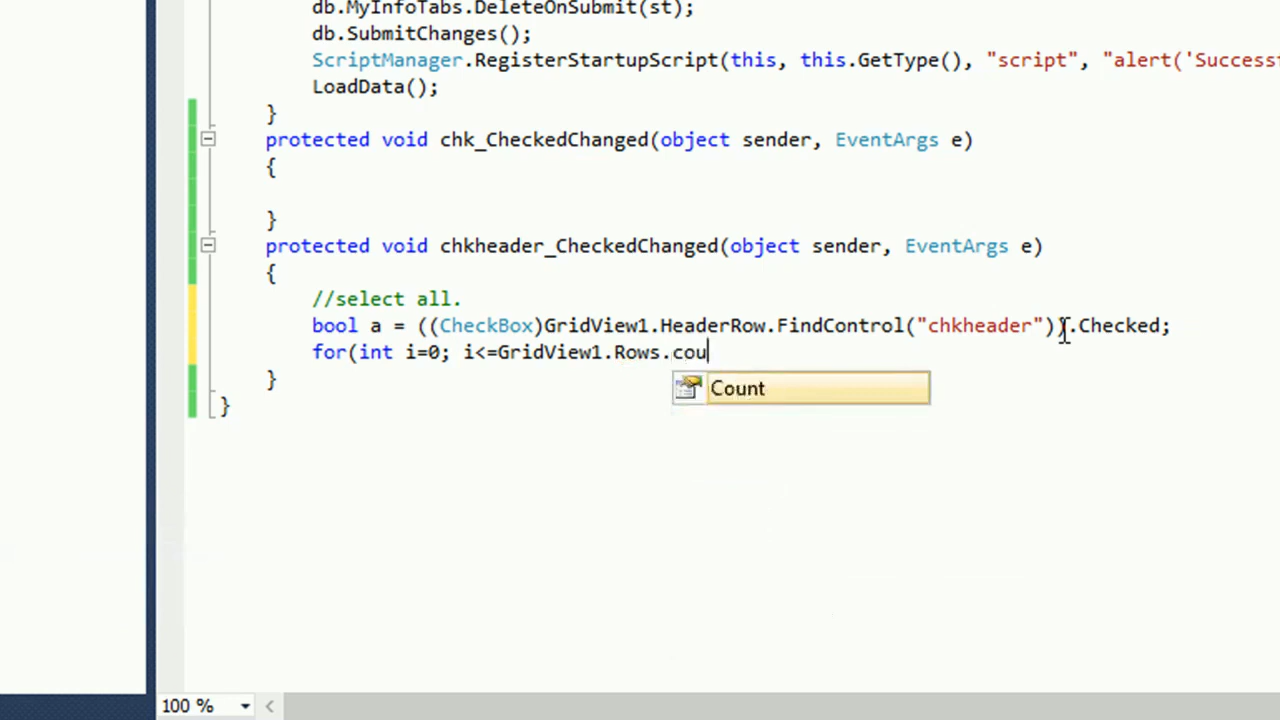 db.MyInfoTabs.DeleteOnSubmit(st);
db.SubmitChanges();
ScriptManager.RegisterStartupScript(this, this.GetType(), "script", "alert('Successf
LoadData();
}
protected void chk_CheckedChanged(object sender, EventArgs e)
{
}
protected void chkheader_CheckedChanged(object sender, EventArgs e)
{
//select all.
bool a = ((CheckBox)GridView1.HeaderRow.FindControl("chkheader")).Checked;
for(int i=0; i<=GridView1.Rows.cou
Count
}
}
100 %